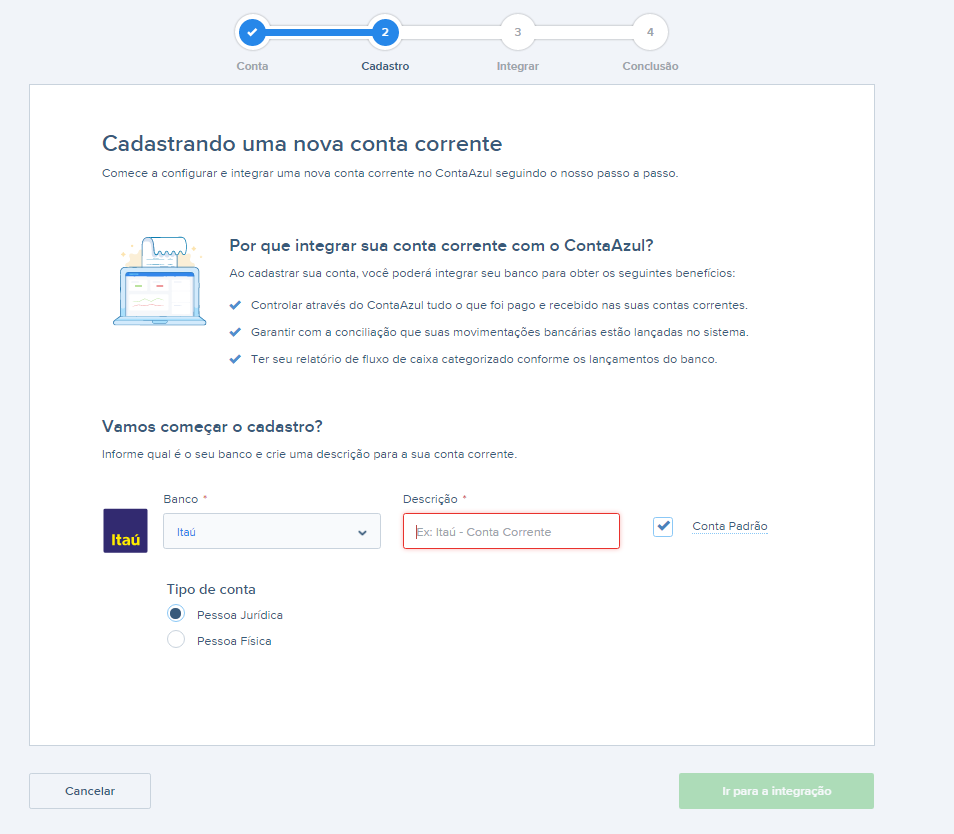 2
3
4
Conta
Cadastro
Integrar
Conclusão
Cadastrando uma nova conta corrente
Comece a configurar e integrar uma nova conta corrente no ContaAzul seguindo o nosso passo a passo.
Por que integrar sua conta corrente com o ContaAzul?
Ao cadastrar sua conta, você poderá integrar seu banco para obter os seguintes benefícios:
Controlar através do ContaAzul tudo o que foi pago e recebido nas suas contas correntes.
Garantir com a conciliação que suas movimentações bancárias estão lançadas no sistema.
Ter seu relatório de fluxo de caixa categorizado conforme os lançamentos do banco.
Vamos começar o cadastro?
Informe qual é o seu banco e crie uma descrição para a sua conta corrente.
Banco *
Descrição *
Itaú
Itaú
Ex: Itaú - Conta Corrente
Conta Padrão
Tipo de conta
Pessoa Jurídica
Pessoa Física
Cancelar
Ir para a integração